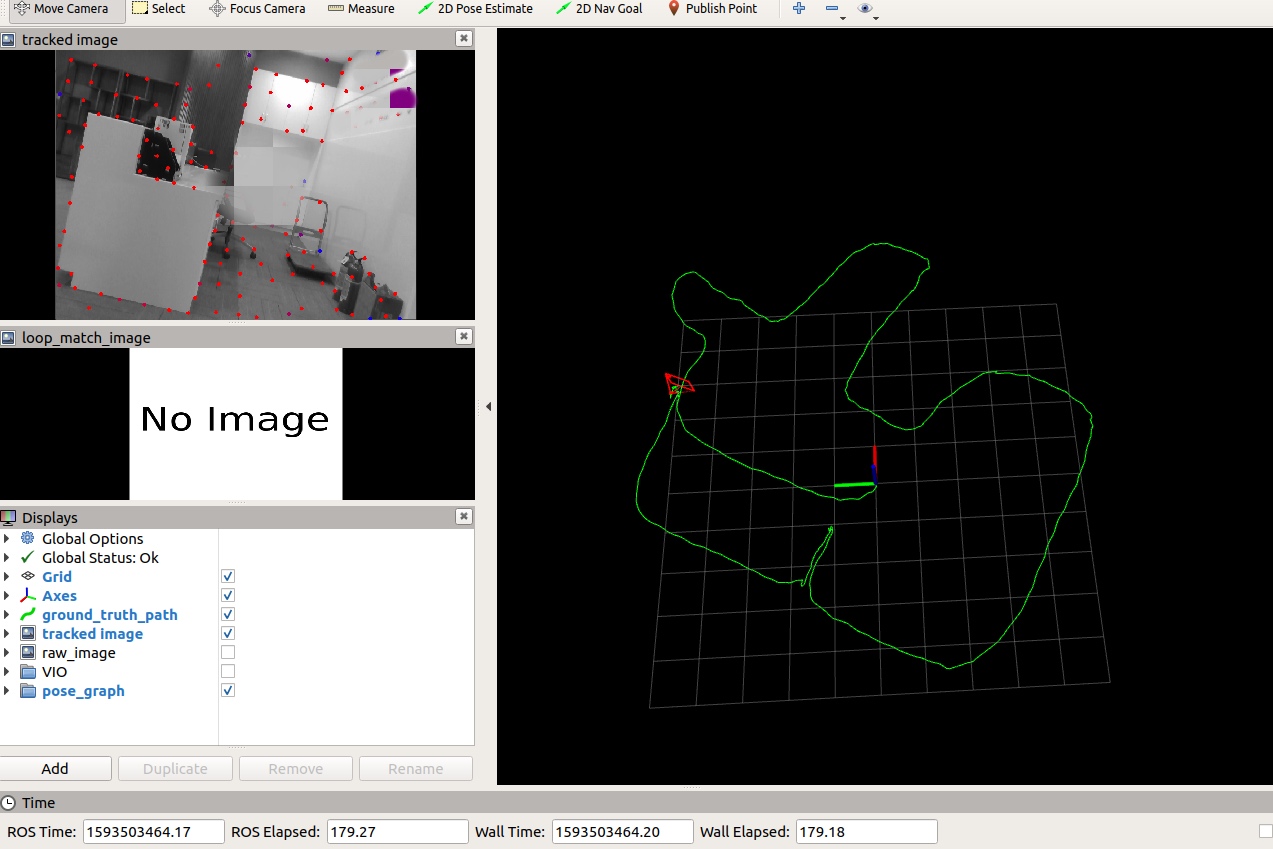 Move Camera Select Focus Camera Measure 2D Pose Estimate 2D Nav Goal Publish Point
tracked image
loop_match_image
No Image
Displays
Global Options
Global Status: Ok
Grid
Axes
ground_truth_path
tracked image
raw_image
VIO
pose_graph
Add Duplicate Remove Rename
Time
ROS Time: 1593503464.17 ROS Elapsed: 179.27 Wall Time: 1593503464.20 Wall Elapsed: 179.18